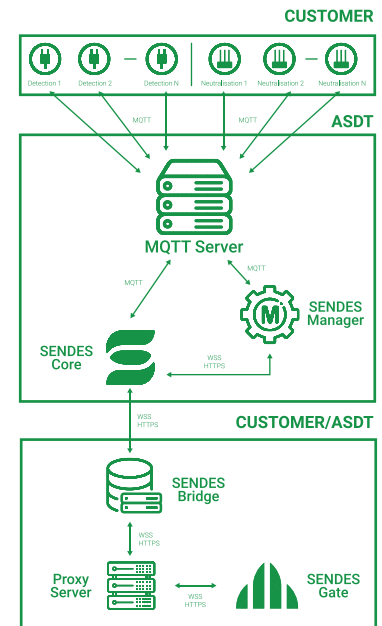 CUSTOMER
Detection 1
Detection 2
Detection N
Neutralisation 1
Neutralisation 2
Neutralisation N
MQTT
MQTT
ASDT
MQTT Server
MQTT
MQTT
M
SENDES
Manager
SENDES
Core
WSS
HTTPS
WSS
HTTPS
CUSTOMER/ASDT
SENDES
Bridge
WSS
HTTPS
Proxy
Server
WSS
HTTPS
SENDES
Gate